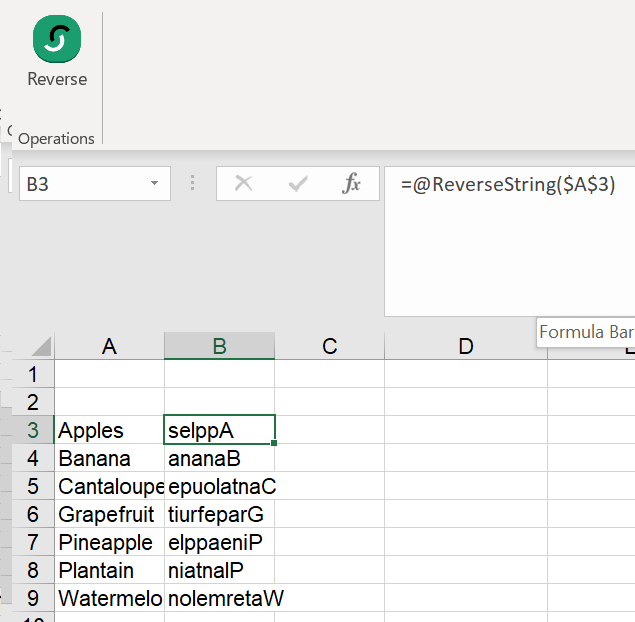 Reverse
Operations
B3 fx =@ReverseString($A$3)
Formula Bar
A B C D
1
2
3 Apples selppA
4 Banana ananaB
5 Cantaloupe epuolatnaC
6 Grapefruit tiurfeparG
7 Pineapple elppaeniP
8 Plantain niatnalP
9 Watermelo nolemretaW
10